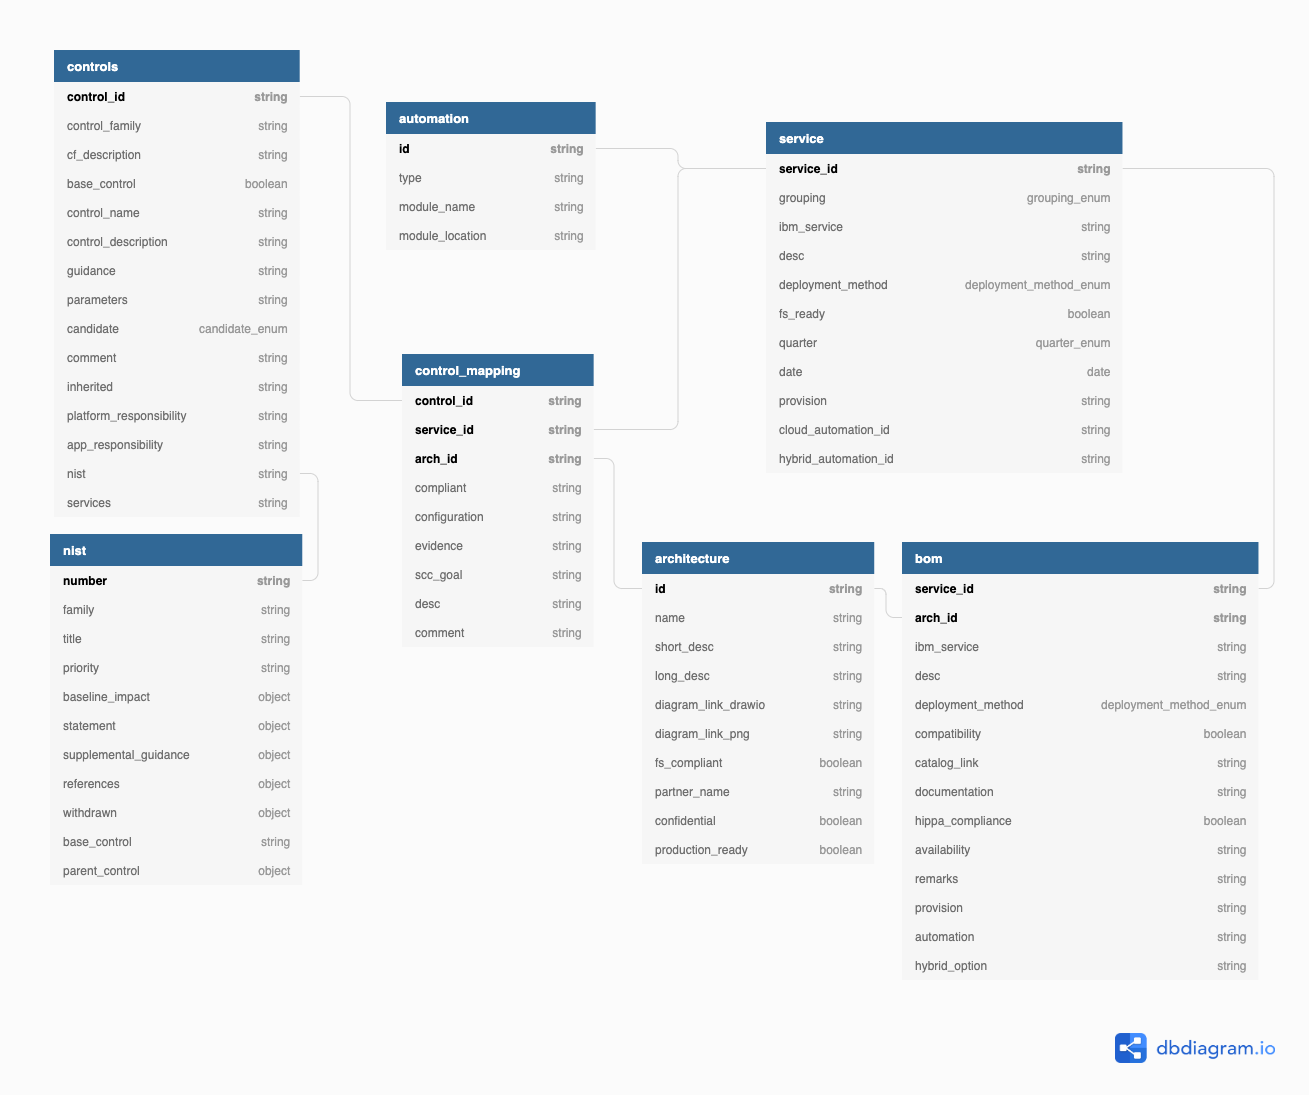 controls
control_id string
control_family string
cf_description string
base_control boolean
control_name string
control_description string
guidance string
parameters string
candidate candidate_enum
comment string
inherited string
platform_responsibility string
app_responsibility string
nist string
services string
nist
number string
family string
title string
priority string
baseline_impact object
statement object
supplemental_guidance object
references object
withdrawn object
base_control string
parent_control object
automation
id string
type string
module_name string
module_location string
control_mapping
control_id string
service_id string
arch_id string
compliant string
configuration string
evidence string
scc_goal string
desc string
comment string
service
service_id string
grouping grouping_enum
ibm_service string
desc string
deployment_method deployment_method_enum
fs_ready boolean
quarter quarter_enum
date date
provision string
cloud_automation_id string
hybrid_automation_id string
architecture
id string
name string
short_desc string
long_desc string
diagram_link_drawio string
diagram_link_png string
fs_compliant boolean
partner_name string
confidential boolean
production_ready boolean
bom
service_id string
arch_id string
ibm_service string
desc string
deployment_method deployment_method_enum
compatibility boolean
catalog_link string
documentation string
hippa_compliance boolean
availability string
remarks string
provision string
automation string
hybrid_option string
dbdiagram.io